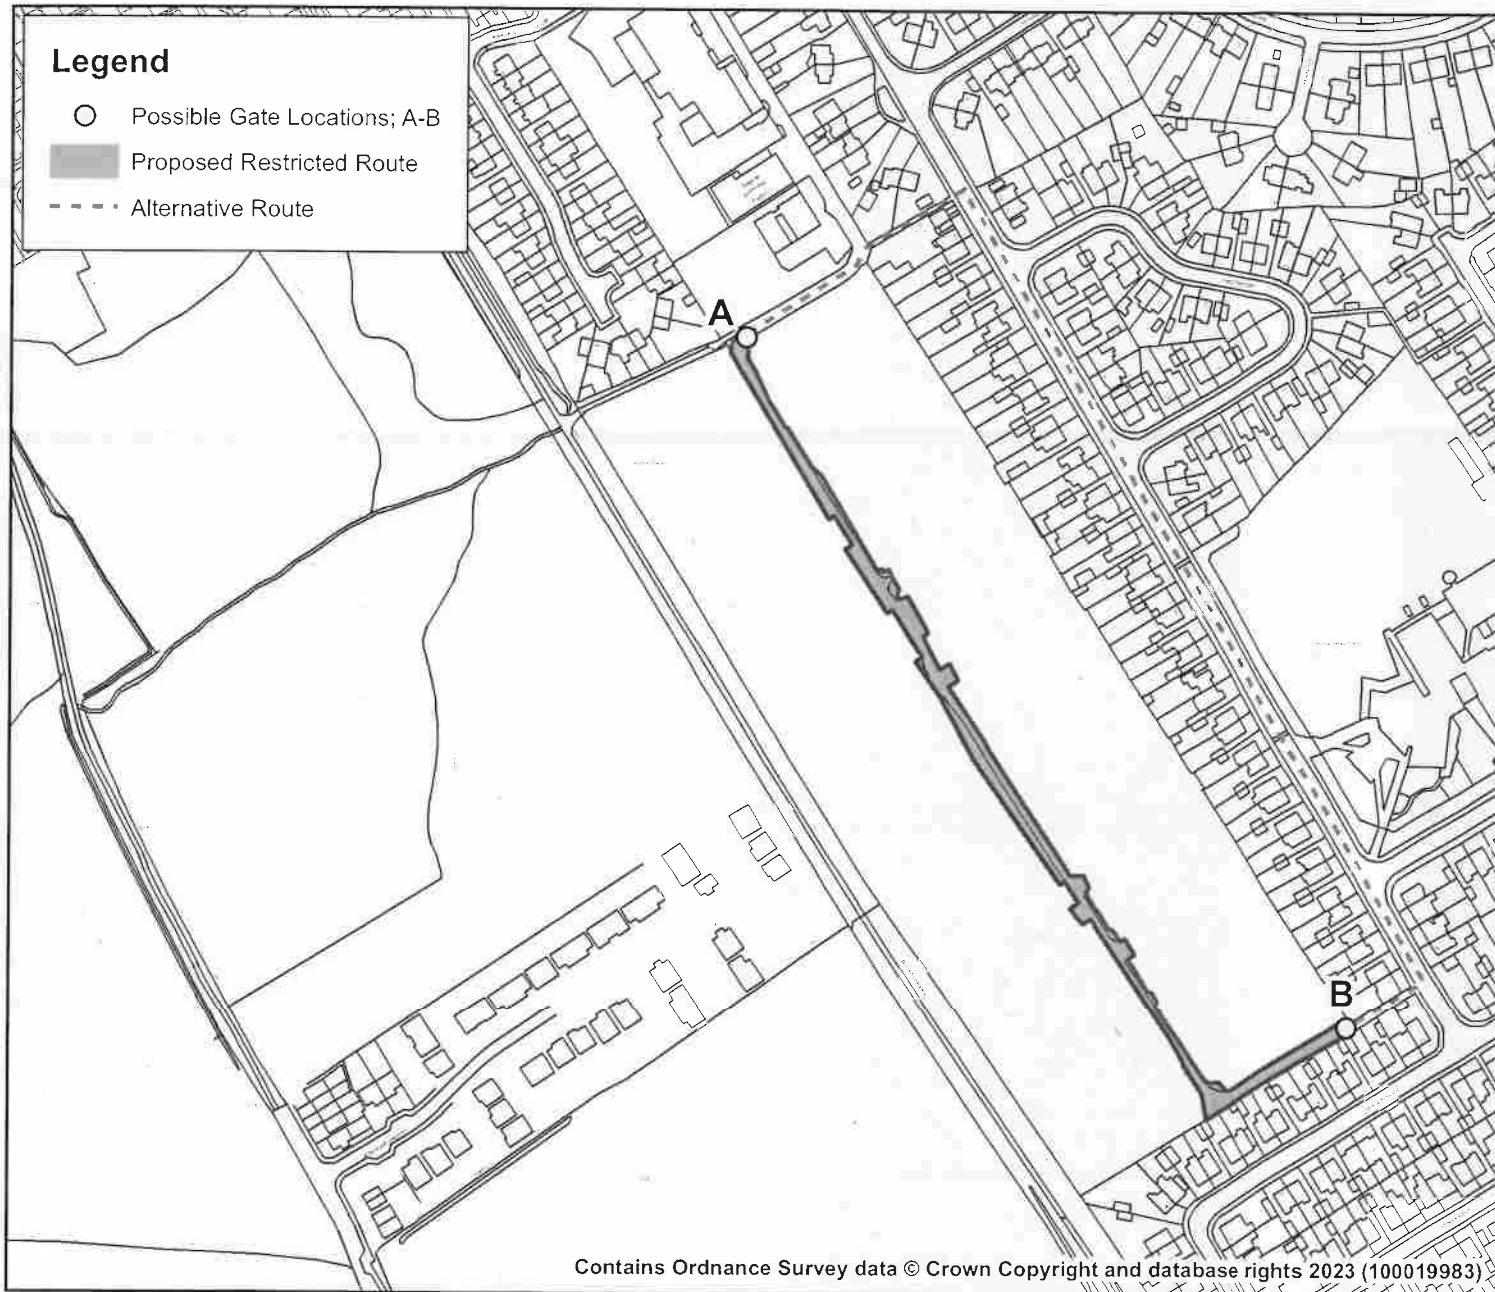 Legend
Possible Gate Locations; A-B
Proposed Restricted Route
Alternative Route
A
B
Contains Ordnance Survey data © Crown Copyright and database rights 2023 (100019983)